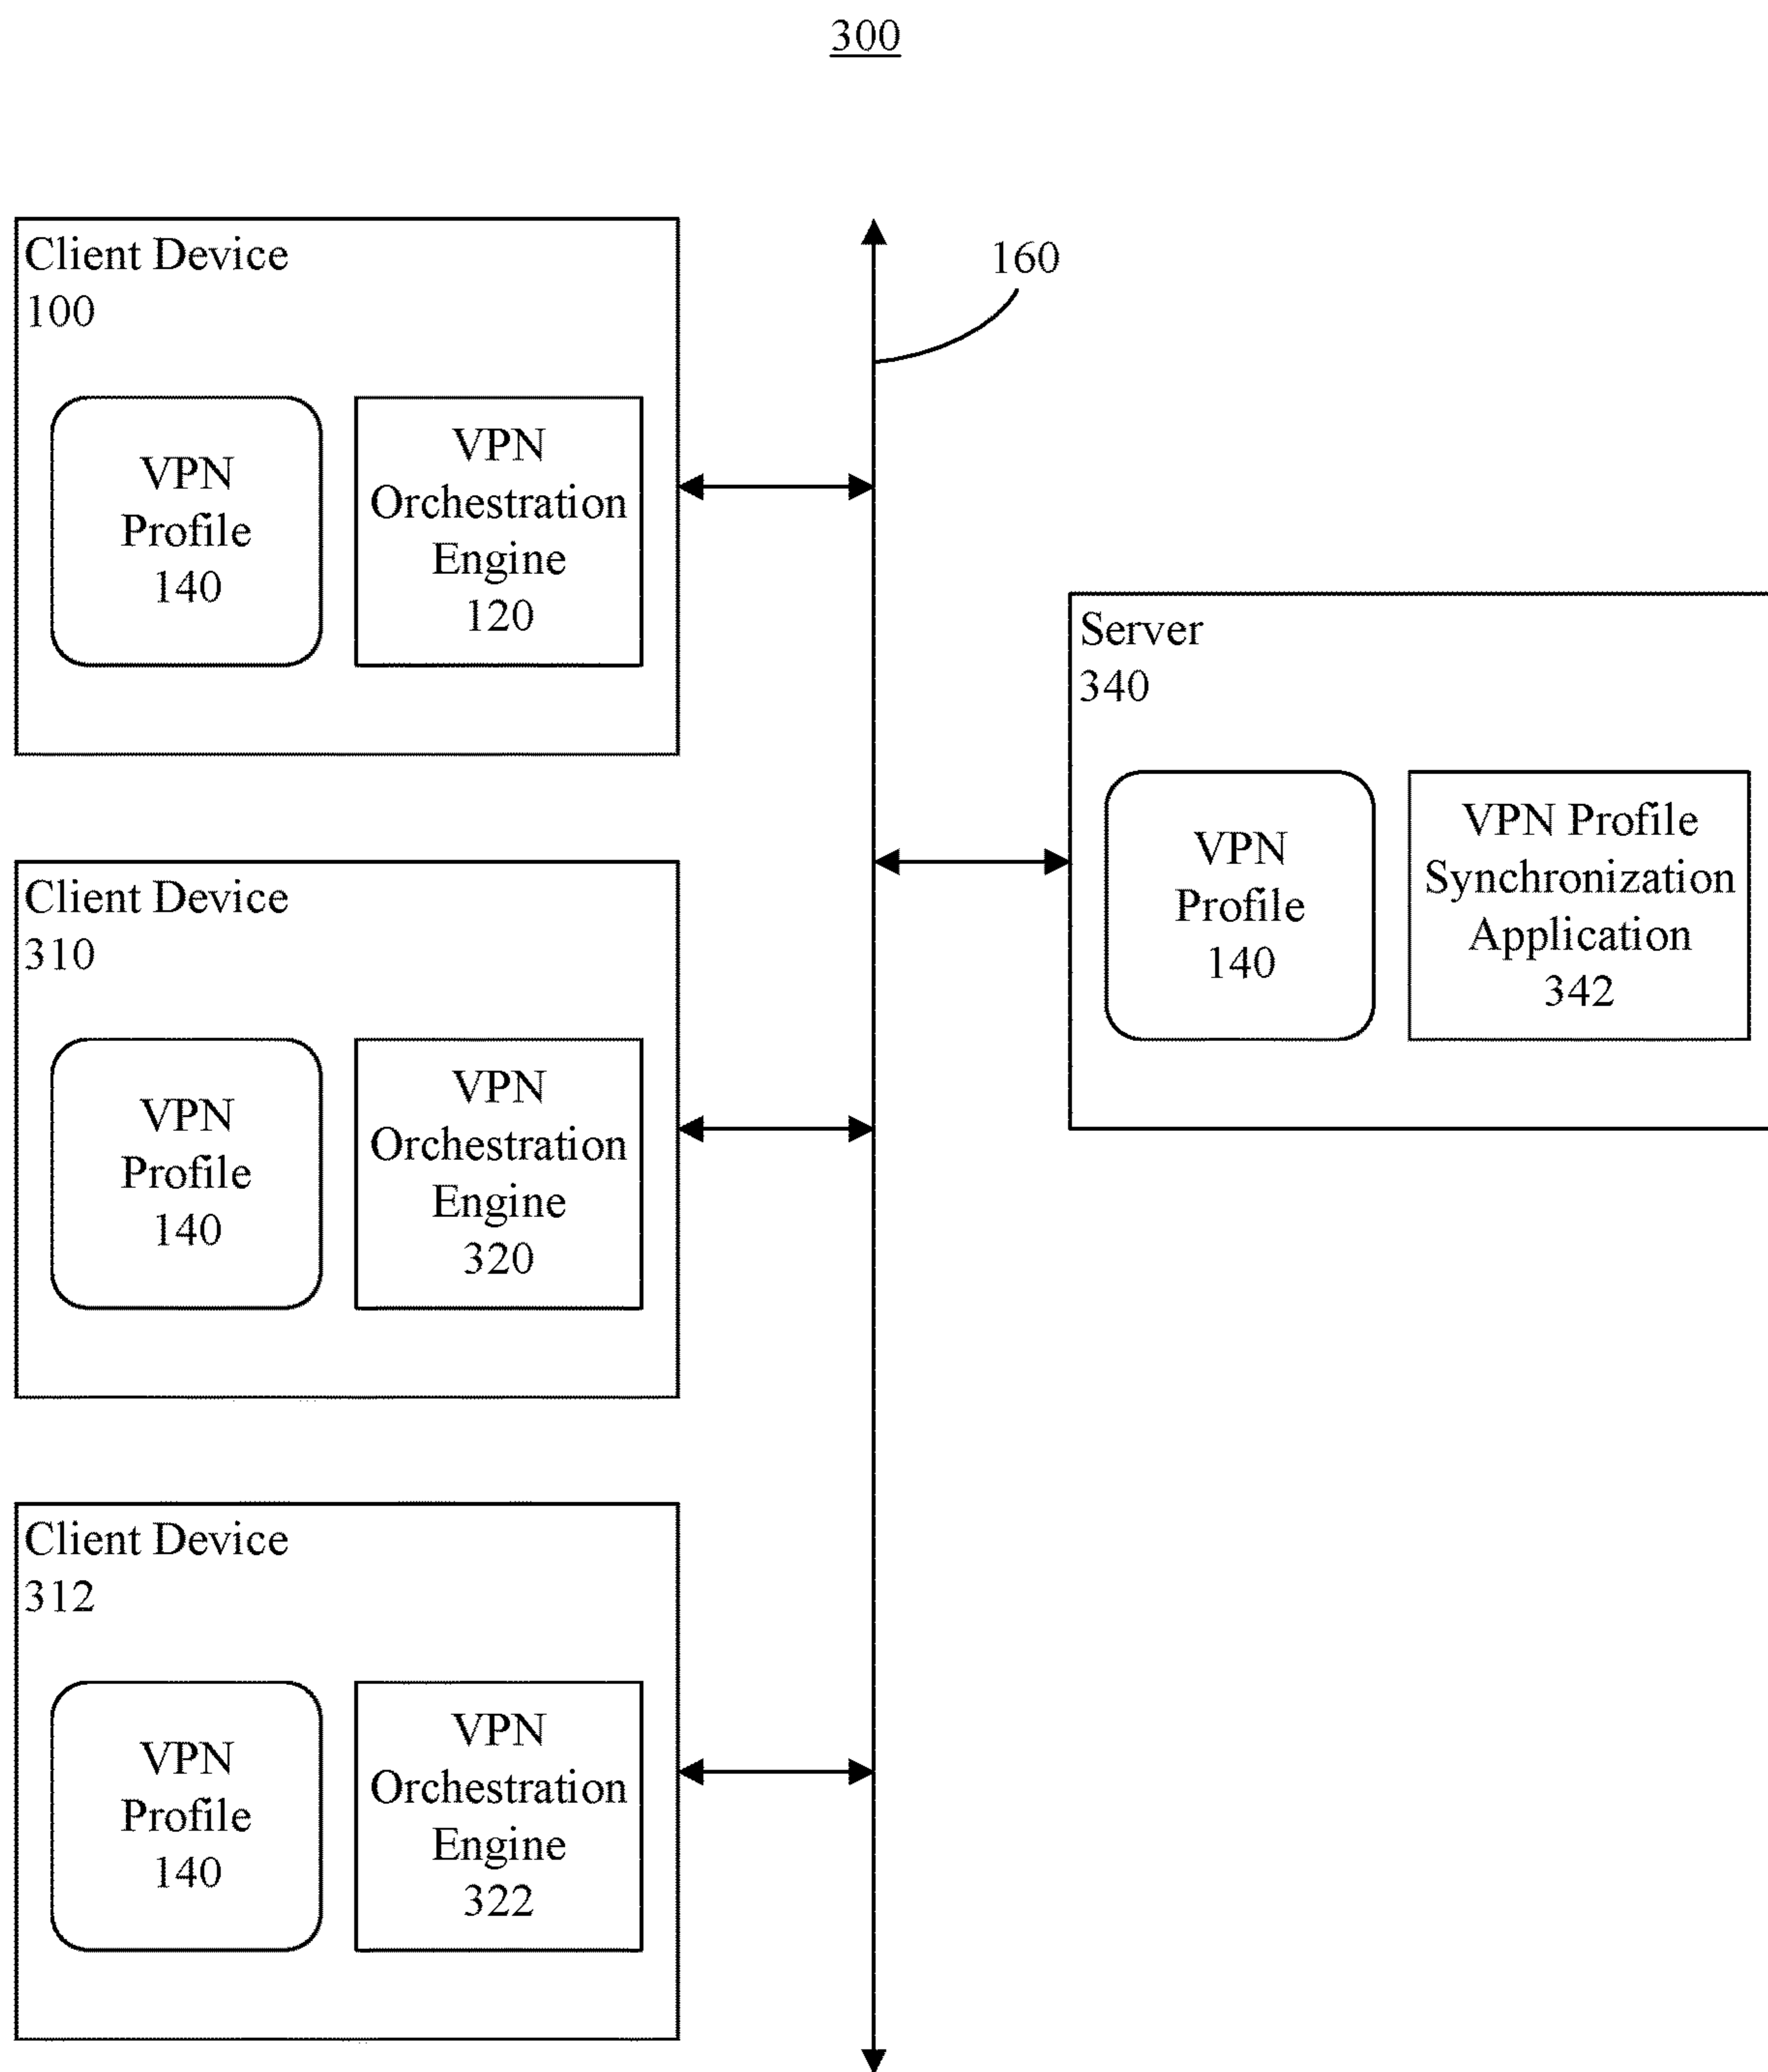 300
Client Device
100
VPN
Profile
140
VPN
Orchestration
Engine
120
160
Server
340
VPN
Profile
140
VPN Profile
Synchronization
Application
342
Client Device
310
VPN
Profile
140
VPN
Orchestration
Engine
320
Client Device
312
VPN
Profile
140
VPN
Orchestration
Engine
322